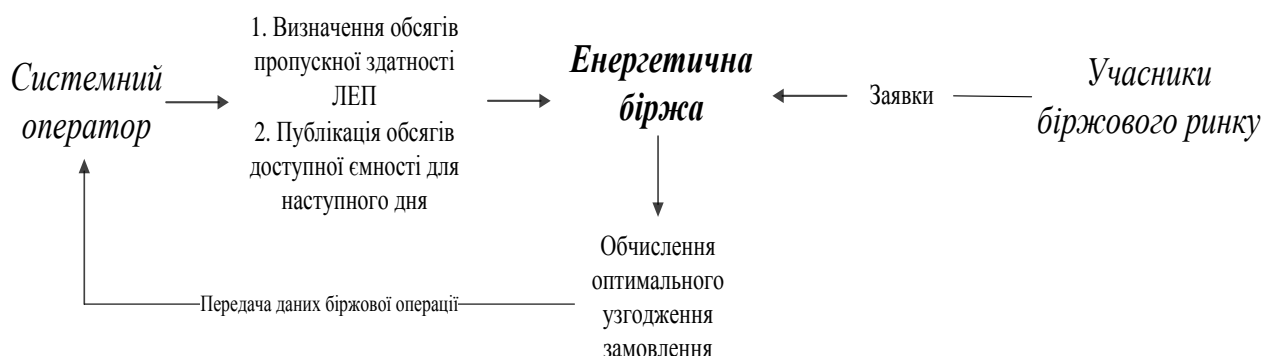 Системний
оператор
1. Визначення обсягів
пропускної здатності
ЛЕП
2. Публікація обсягів
доступної ємності для
наступного дня
Енергетична
біржа
Заявки
Учасники
біржового ринку
Обчислення
оптимального
узгодження
замовлення
Передача даних біржової операції